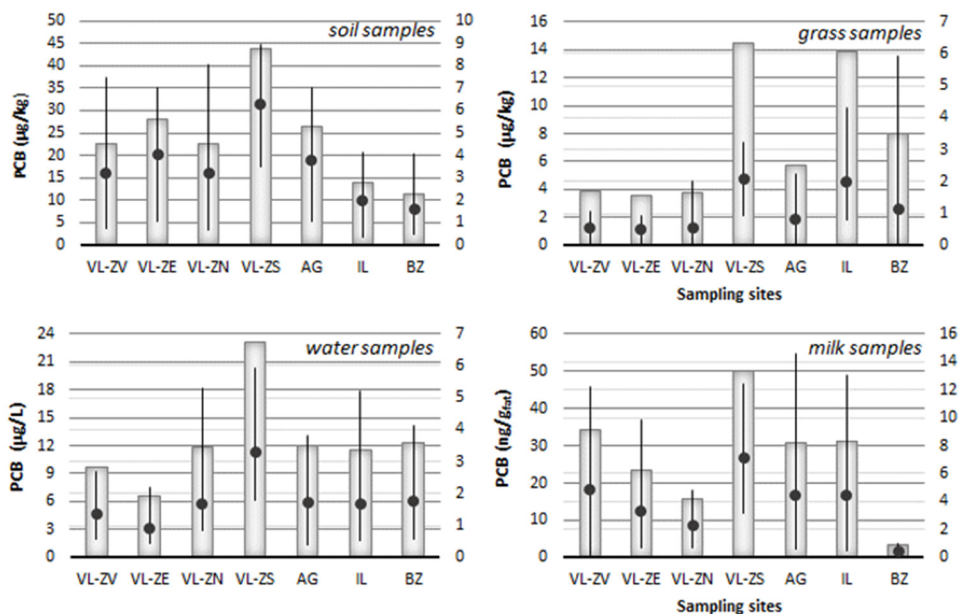 soil samples
PCB (µg/kg)
50 45 40 35 30 25 20 15 10 5 0
10 9 8 7 6 5 4 3 2 1 0
VL-ZV VL-ZE VL-ZN VL-ZS AG IL BZ
grass samples
PCB (µg/kg)
16 14 12 10 8 6 4 2 0
7 6 5 4 3 2 1 0
VL-ZV VL-ZE VL-ZN VL-ZS AG IL BZ
Sampling sites
water samples
PCB (µg/L)
24 21 18 15 12 9 6 3 0
7 6 5 4 3 2 1 0
VL-ZV VL-ZE VL-ZN VL-ZS AG IL BZ
milk samples
PCB (ng/gfat)
60 50 40 30 20 10 0
16 14 12 10 8 6 4 2 0
VL-ZV VL-ZE VL-ZN VL-ZS AG IL BZ
Sampling sites